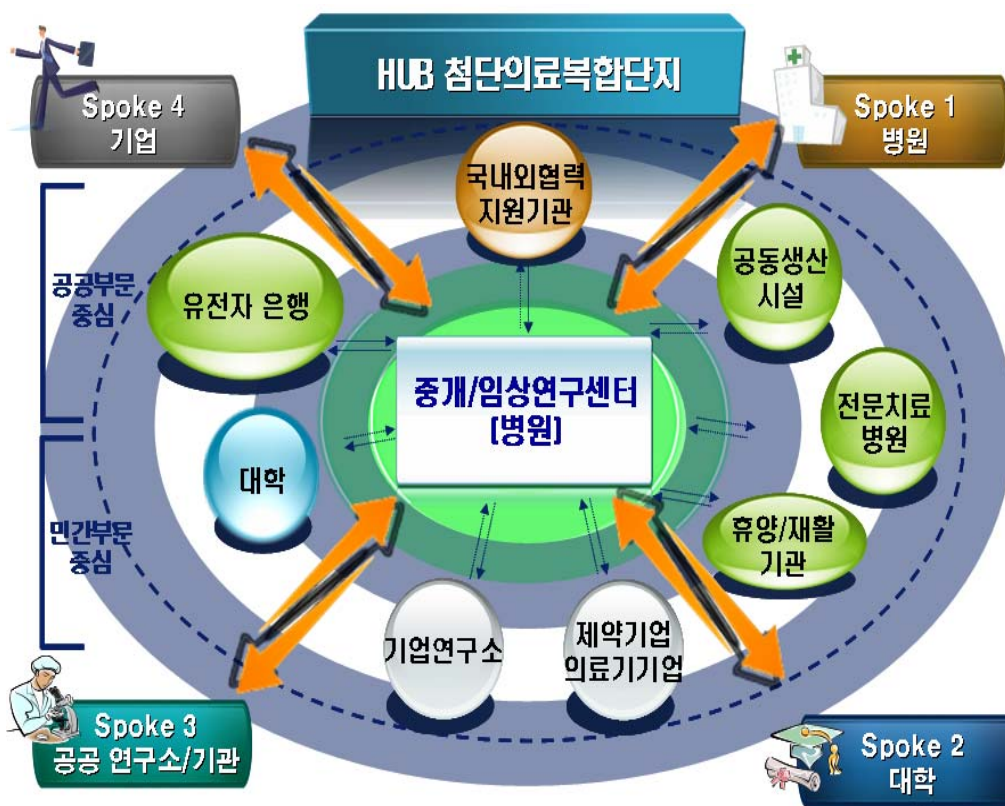 HUB 첨단의료복합단지
Spoke 4
기업
Spoke 1
병원
국내외협력
지원기관
공동생산
시설
공공부문
중심
유전자 은행
중개/임상연구센터
[병원]
전문치료
병원
대학
민간부문
중심
휴양/재활
기관
기업연구소
제약기업
의료기기업
Spoke 3
공공 연구소/기관
Spoke 2
대학